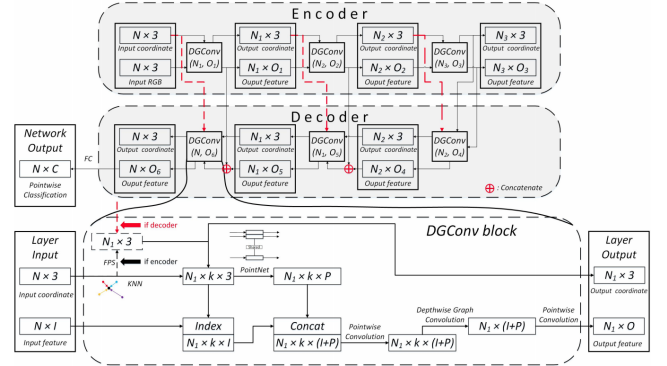 Encoder
N × 3
Input coordinate
N × 3
Input RGB
DGConv
(N₁, O₁)
N₁ × 3
Output coordinate
N₁ × O₁
Ouput feature
DGConv
(N₂, O₂)
N₂ × 3
Output coordinate
N₂ × O₂
Ouput feature
DGConv
(N₃, O₃)
N₃ × 3
Output coordinate
N₃ × O₃
Ouput feature
Decoder
Network
Output
N × C
Pointwise
Classification
FC
N × 3
Output coordinate
N × O₆
Ouput feature
DGConv
(N, O₆)
N₁ × 3
Output coordinate
N₁ × O₅
Ouput feature
DGConv
(N₁, O₅)
N₂ × 3
Output coordinate
N₂ × O₄
Ouput feature
DGConv
(N₂, O₄)
: Concatenate
DGConv block
Layer
Input
N × 3
Input coordinate
N × I
Input feature
if decoder
N₁ × 3
FPS
if encoder
KNN
N₁ × k × 3
PointNet
N₁ × k × P
Index
N₁ × k × I
Concat
N₁ × k × (I+P)
Pointwise
Convolution
N₁ × k × (I+P)
Depthwise Graph
Convolution
N₁ × (I+P)
Pointwise
Convolution
Layer
Output
N₁ × 3
Output coordinate
N₁ × O
Output feature